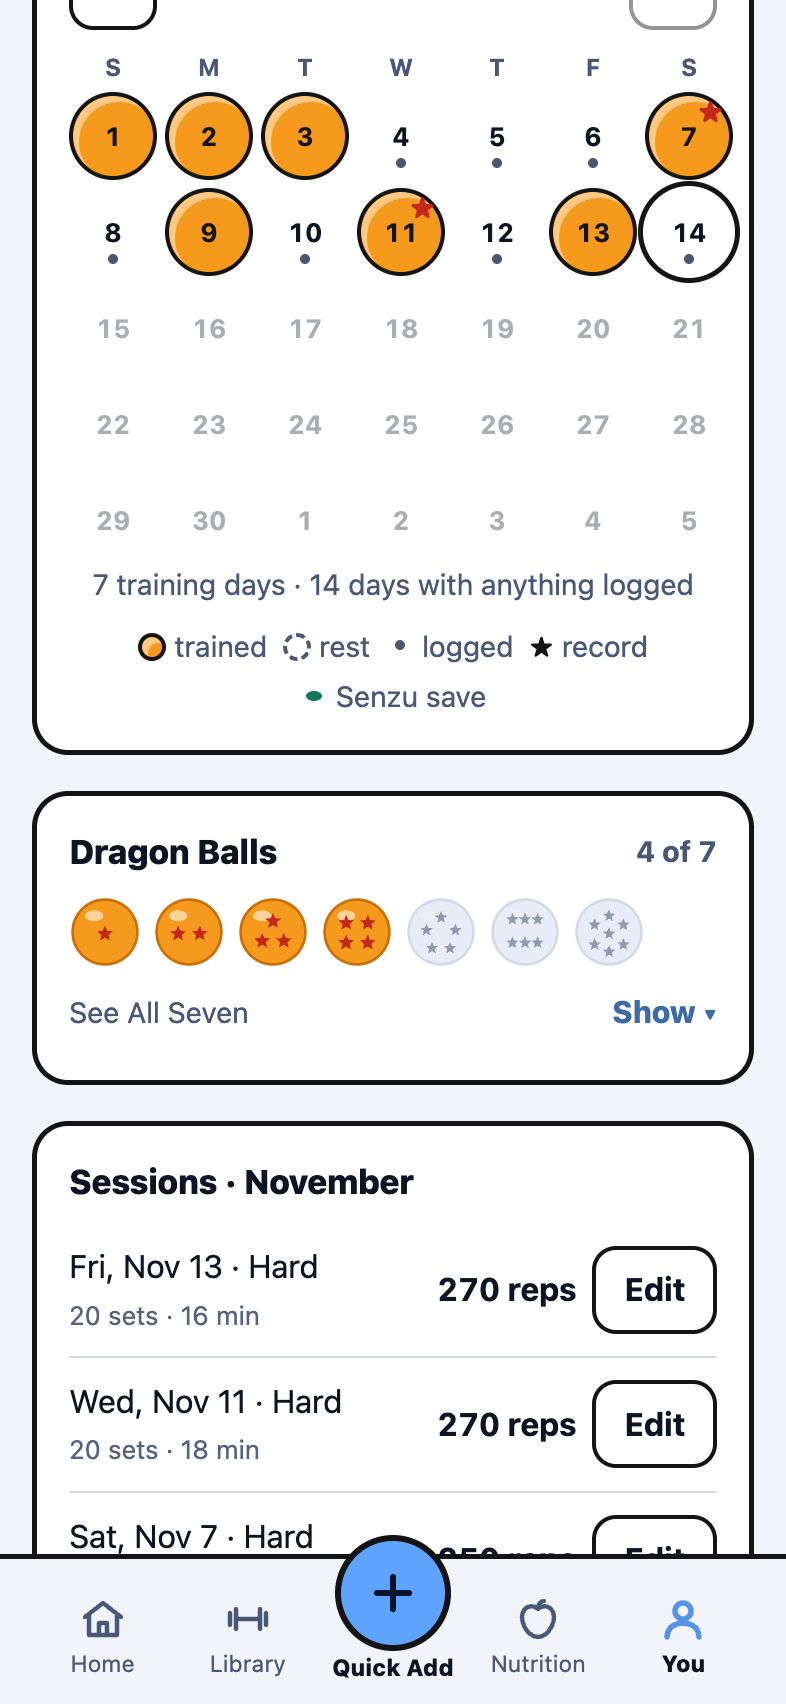 S M T W T F S
1 2 3 4 5 6 7
8 9 10 11 12 13 14
15 16 17 18 19 20 21
22 23 24 25 26 27 28
29 30 1 2 3 4 5
7 training days · 14 days with anything logged
trained rest logged record
Senzu save
Dragon Balls 4 of 7
See All Seven Show
Sessions · November
Fri, Nov 13 · Hard
270 reps Edit
20 sets · 16 min
Wed, Nov 11 · Hard
270 reps Edit
20 sets · 18 min
Sat, Nov 7 · Hard
Home Library Quick Add Nutrition You